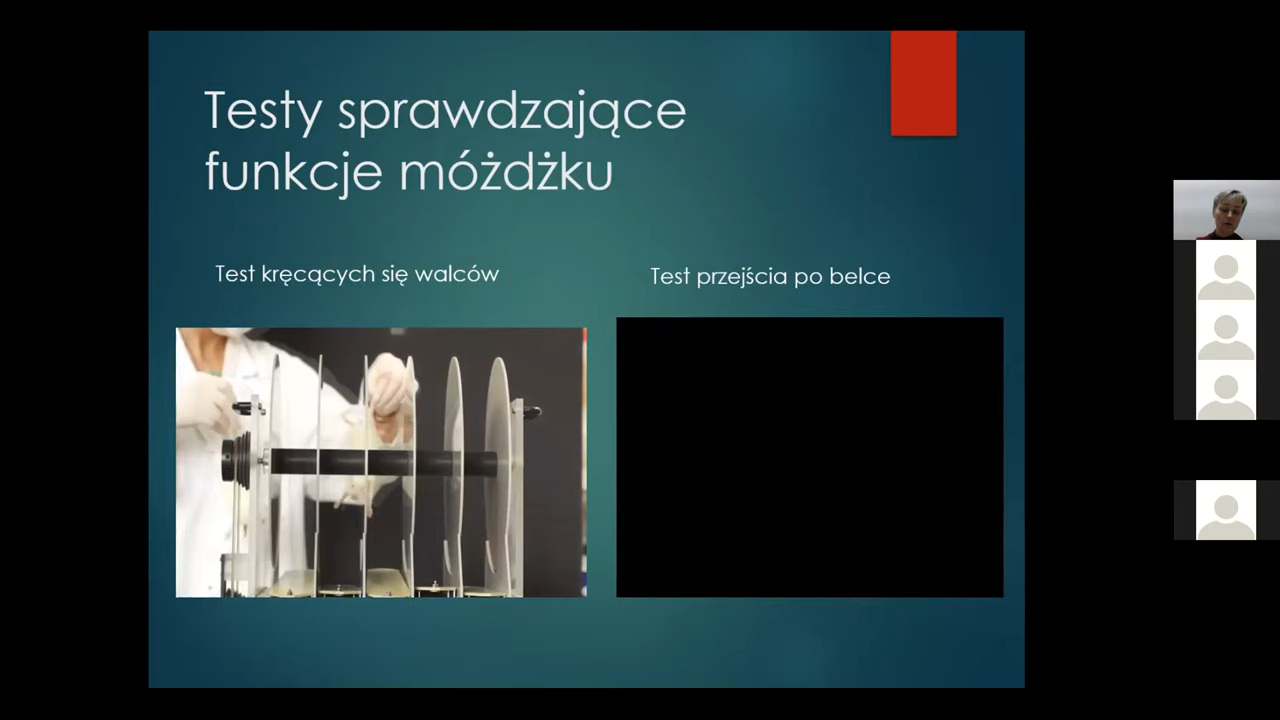 Testy sprawdzające
funkcje móżdżku
Test kręcących się walców
Test przejścia po belce